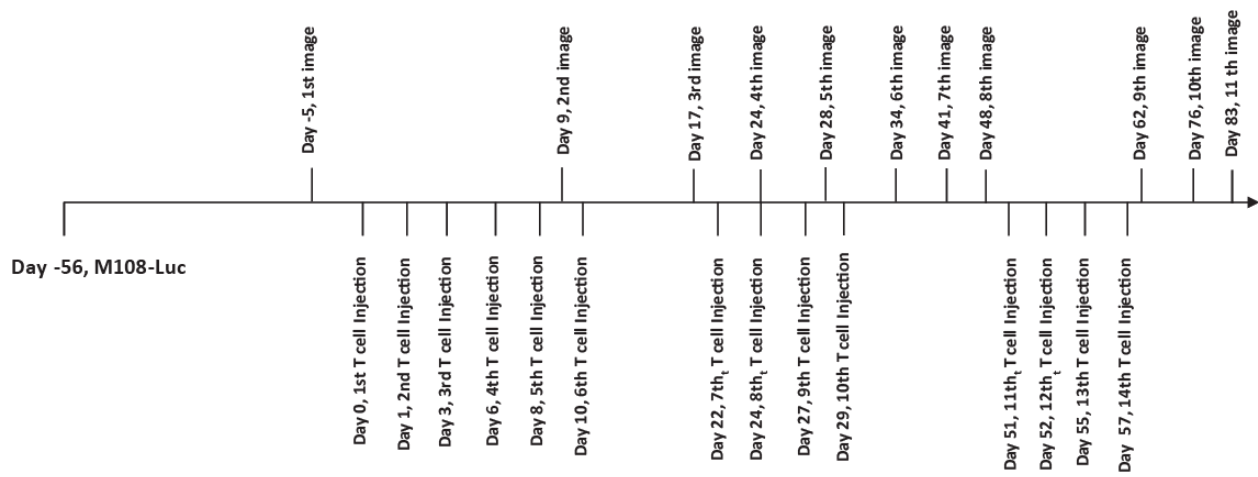 Day -5, 1st image
Day 9, 2nd image
Day 17, 3rd image
Day 24, 4th image
Day 28, 5th image
Day 34, 6th image
Day 41, 7th image
Day 48, 8th image
Day 62, 9th image
Day 76, 10th image
Day 83, 11 th image
Day -56, M108-Luc
Day 0, 1st T cell Injection
Day 1, 2nd T cell Injection
Day 3, 3rd T cell Injection
Day 6, 4th T cell Injection
Day 8, 5th T cell Injection
Day 10, 6th T cell Injection
Day 22, 7th, T cell Injection
Day 24, 8th, T cell Injection
Day 27, 9th T cell Injection
Day 29, 10th T cell Injection
Day 51, 11th, T cell Injection
Day 52, 12th, T cell Injection
Day 55, 13th T cell Injection
Day 57, 14th T cell Injection